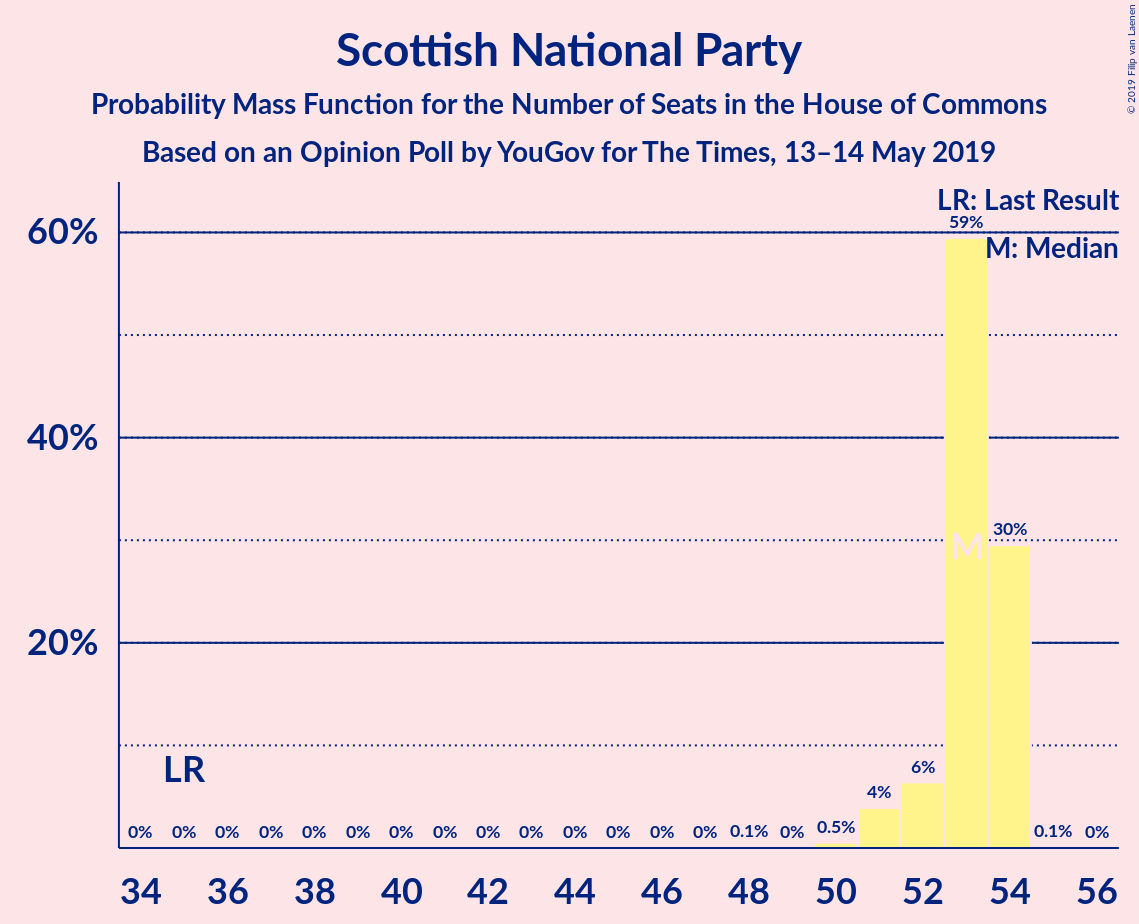 Scottish National Party
Probability Mass Function for the Number of Seats in the House of Commons
Based on an Opinion Poll by YouGov for The Times, 13–14 May 2019
© 2019 Filip van Laenen
LR: Last Result
M: Median
60%
40%
20%
59%
30%
M
LR
6%
4%
0% 0% 0% 0% 0% 0% 0% 0% 0% 0% 0% 0% 0% 0% 0.1% 0% 0.5% 0.1% 0%
34 36 38 40 42 44 46 48 50 52 54 56